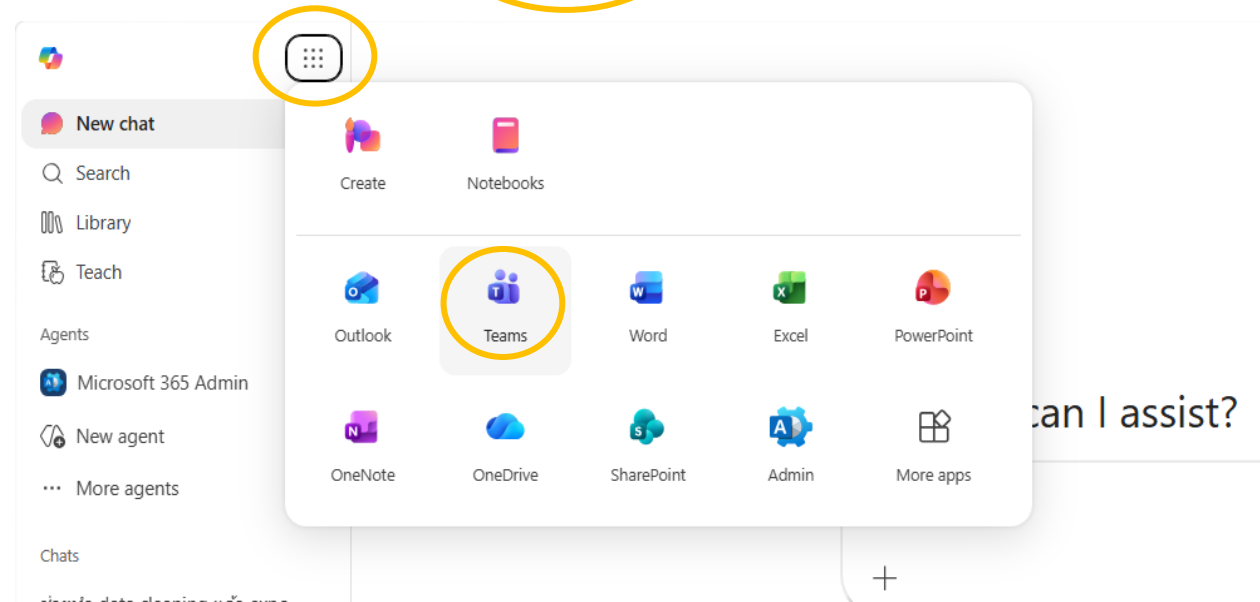 New chat
Search
Library
Teach
Agents
Microsoft 365 Admin
New agent
More agents
Chats
Create Notebooks
Outlook Teams Word Excel PowerPoint
OneNote OneDrive SharePoint Admin More apps
can I assist?